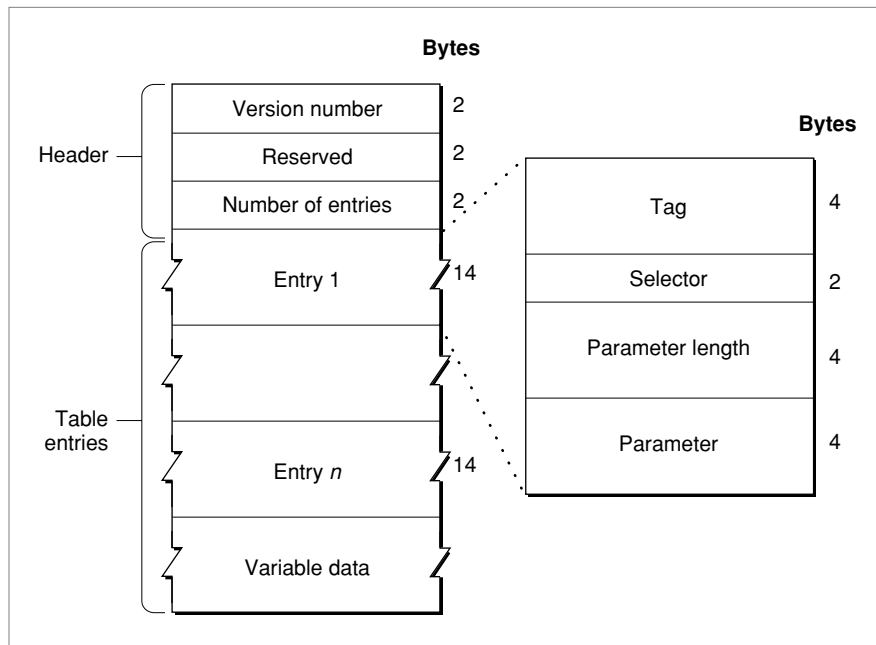 Bytes
Version number 2
Reserved 2
Number of entries 2
Header
Entry 1 14
Table
entries
Entry n 14
Variable data
Bytes
Tag 4
Selector 2
Parameter length 4
Parameter 4